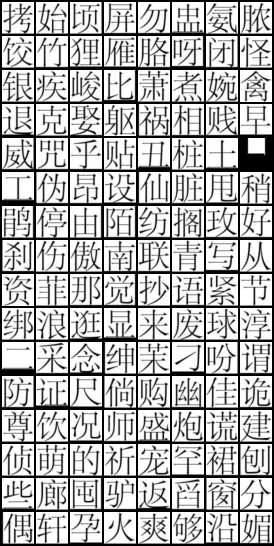 拷始顷屏勿盅氨脓
饺竹狸雁胳呀闭怪
银疾峻比萧煮婉禽
退克娶躯祸相贱早
威咒乎贴丑桩土
工伪昂设仙脏甩稍
鹃停由陌纺搁玫好
刹伤傲南联青写从
资菲那觉抄语紧节
绑浪逛显来废球淳
二采念绅茉刁吩谓
防证尺倘购幽佳诡
尊饮况师盛炮谎建
侦萌的祈宠罕裙刨
些廊囤驴返舀窗分
偶轩孕火爽够沿媚